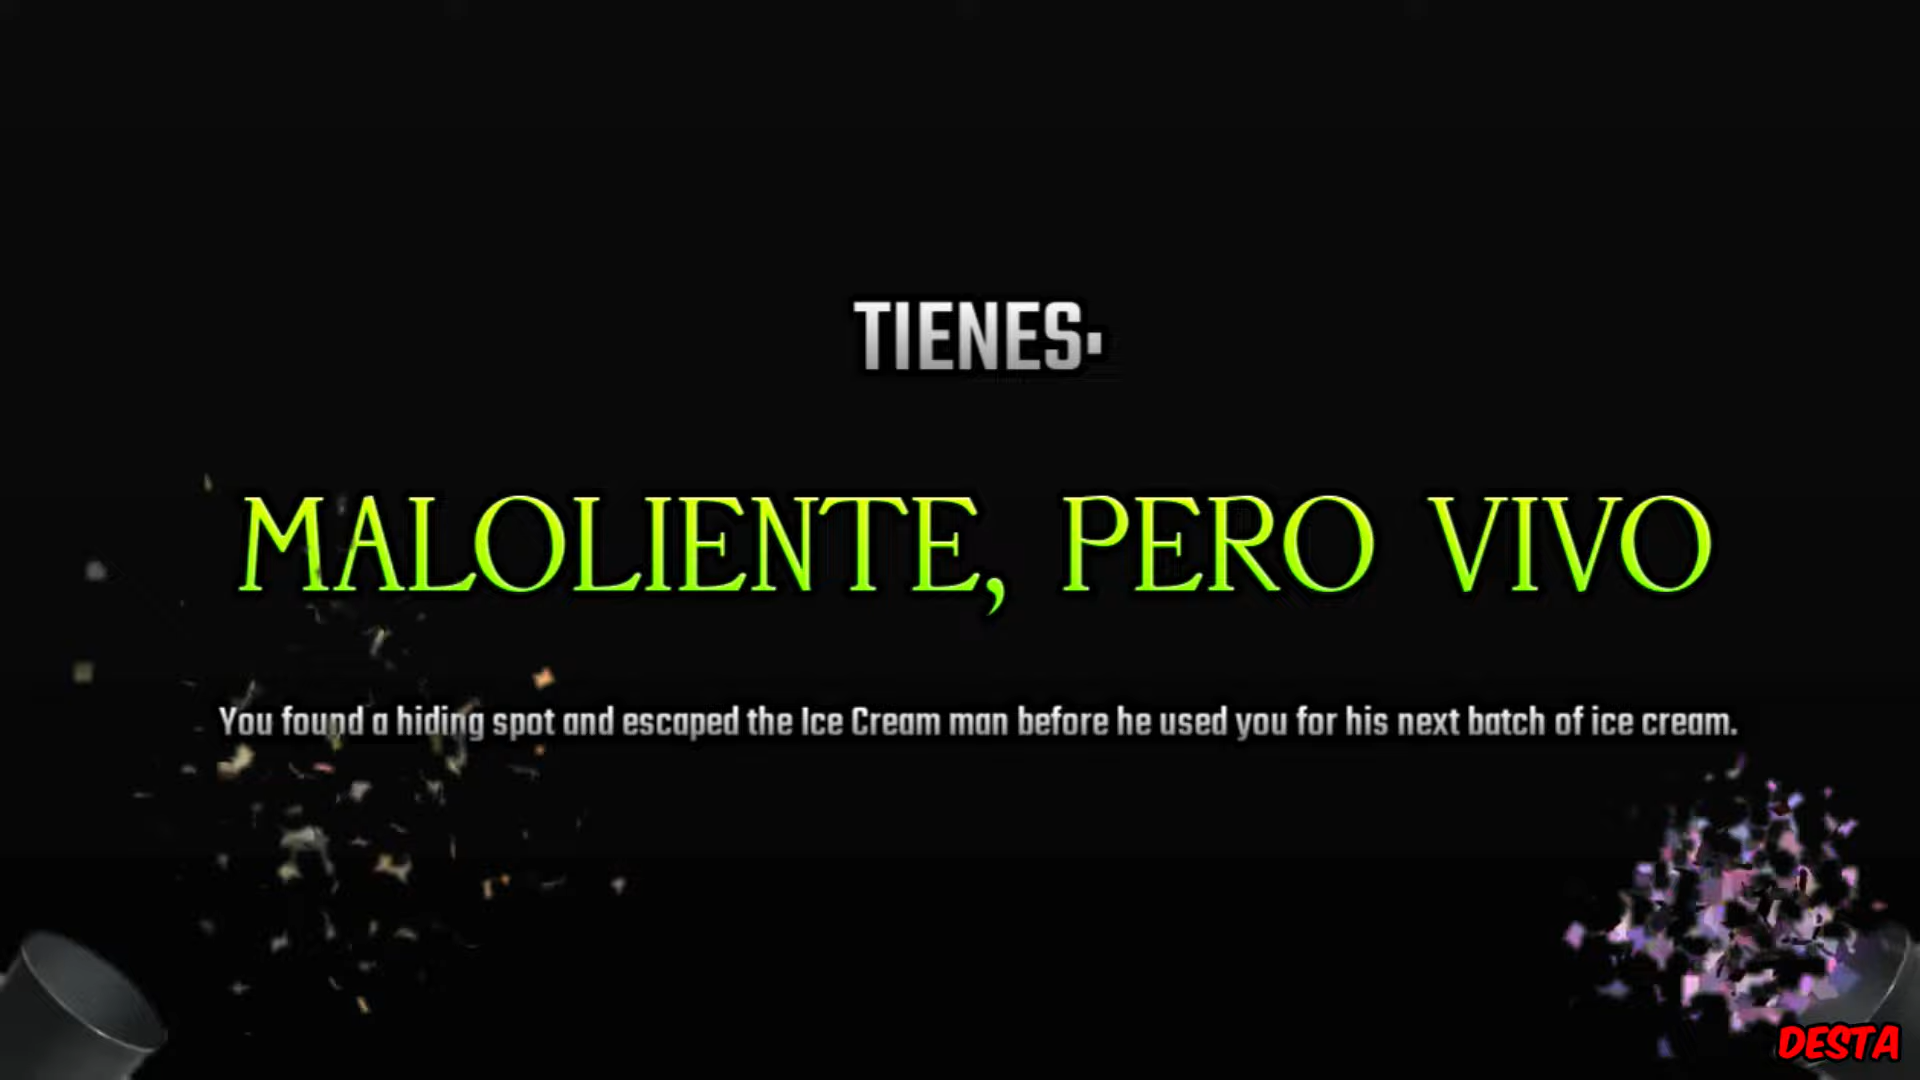 TIENES:
MALOLIENTE, PERO VIVO
You found a hiding spot and escaped the Ice Cream man before he used you for his next batch of ice cream.
DESTA